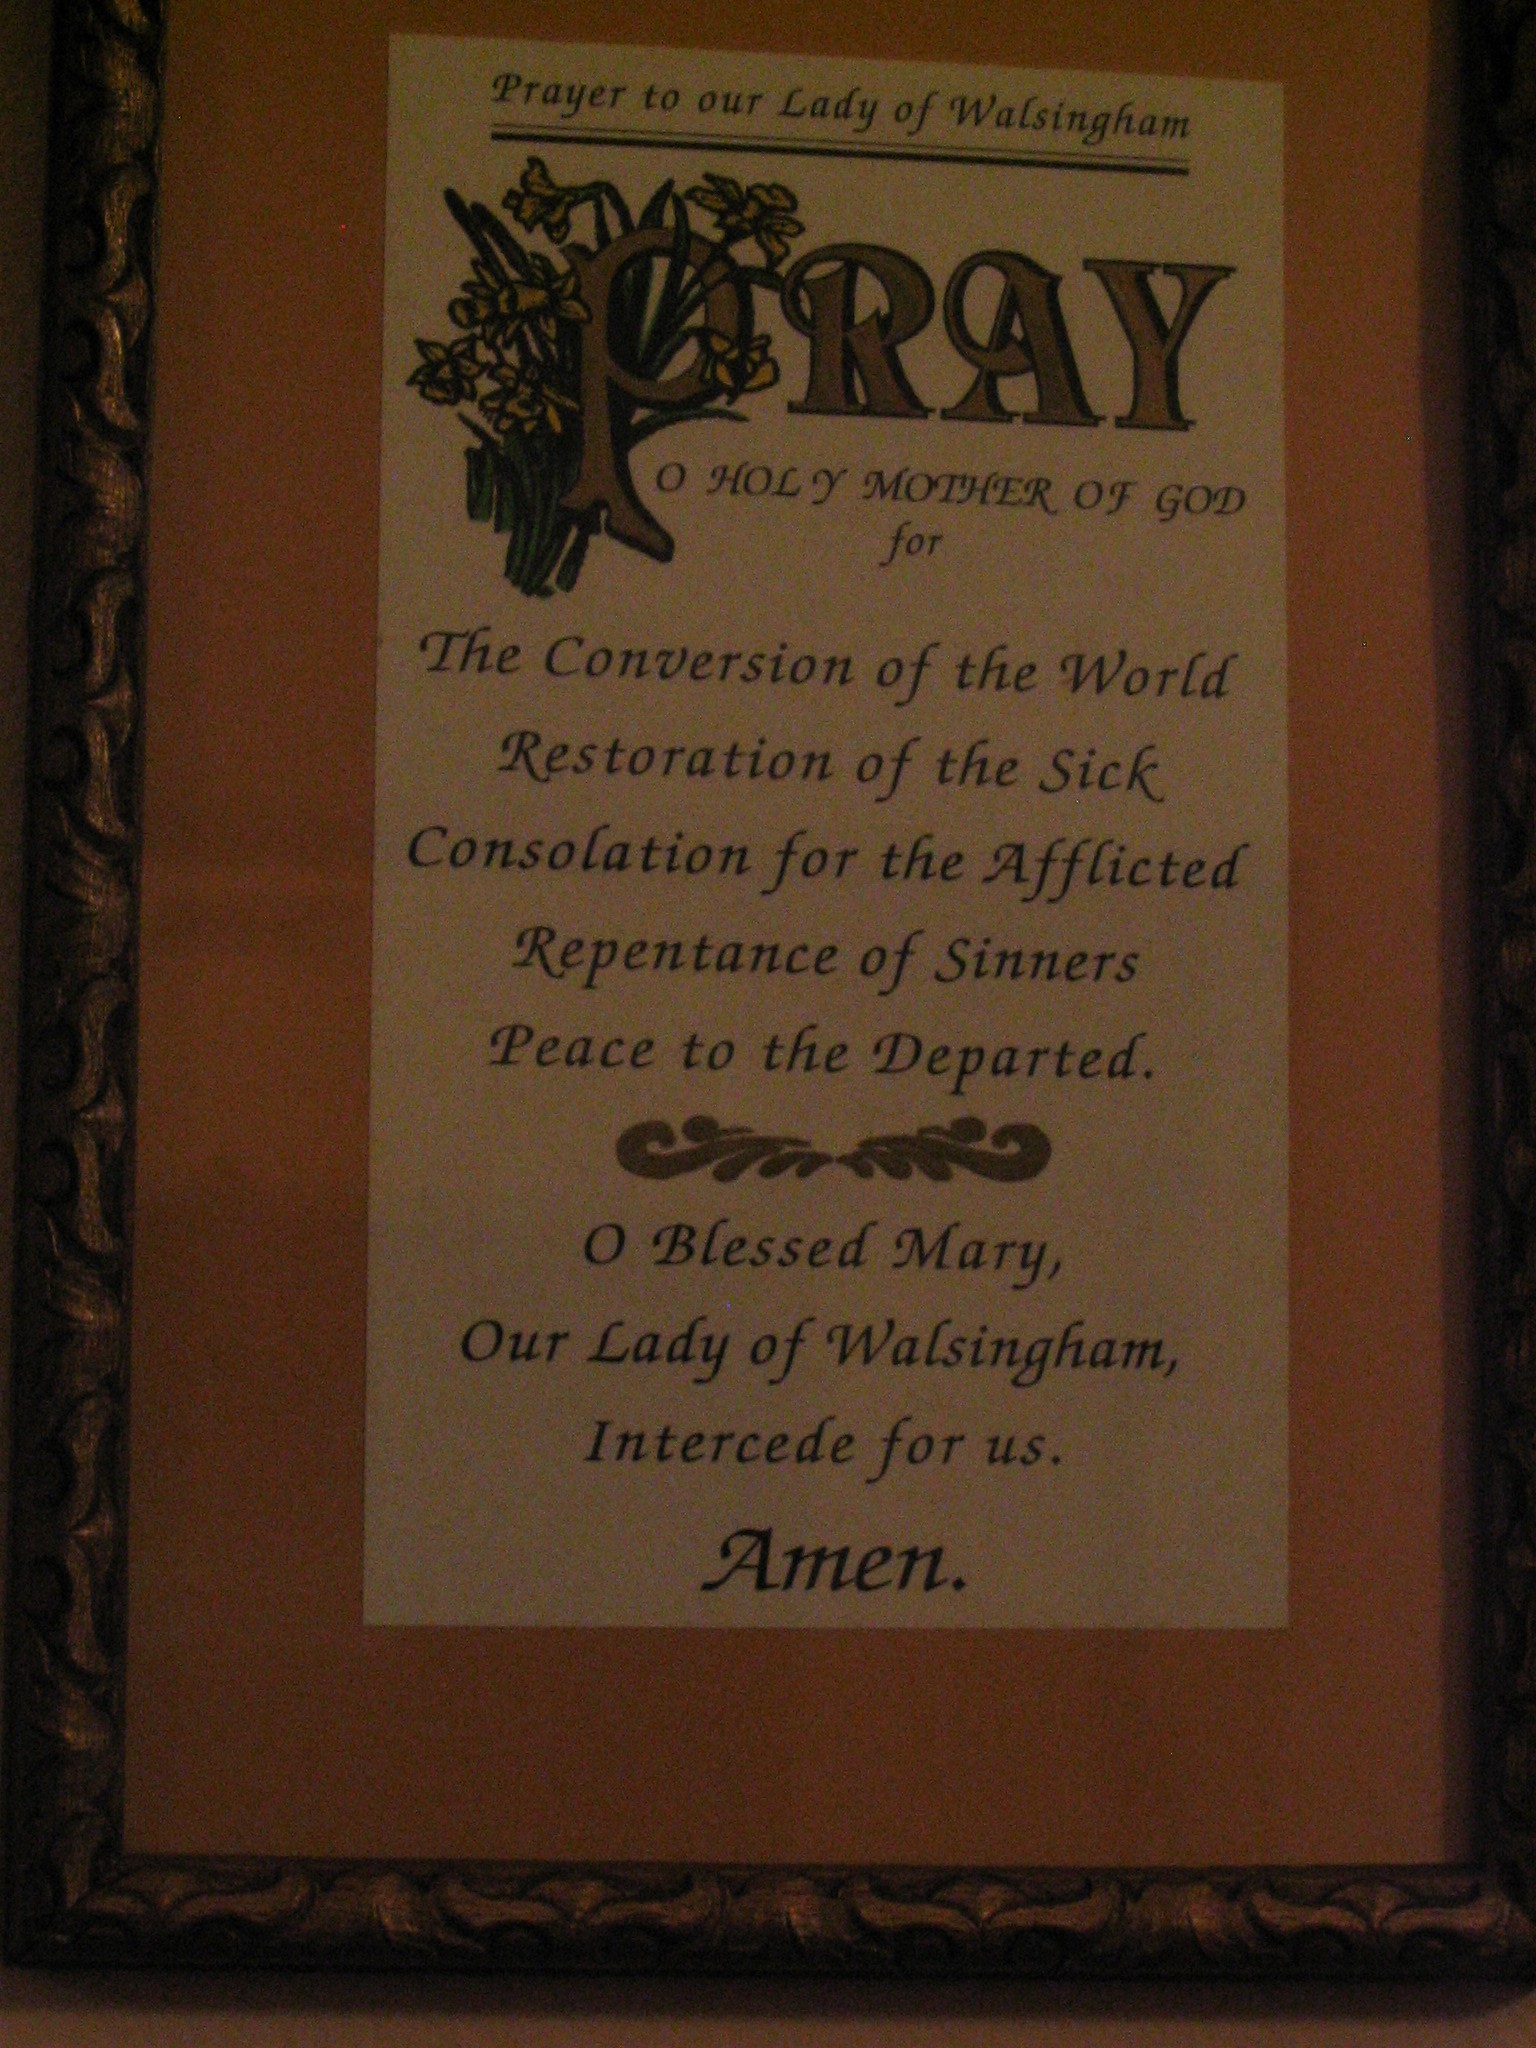 Prayer to our Lady of Walsingham
PRAY
O HOLY MOTHER OF GOD
for
The Conversion of the World
Restoration of the Sick
Consolation for the Afflicted
Repentance of Sinners
Peace to the Departed.
O Blessed Mary,
Our Lady of Walsingham,
Intercede for us.
Amen.